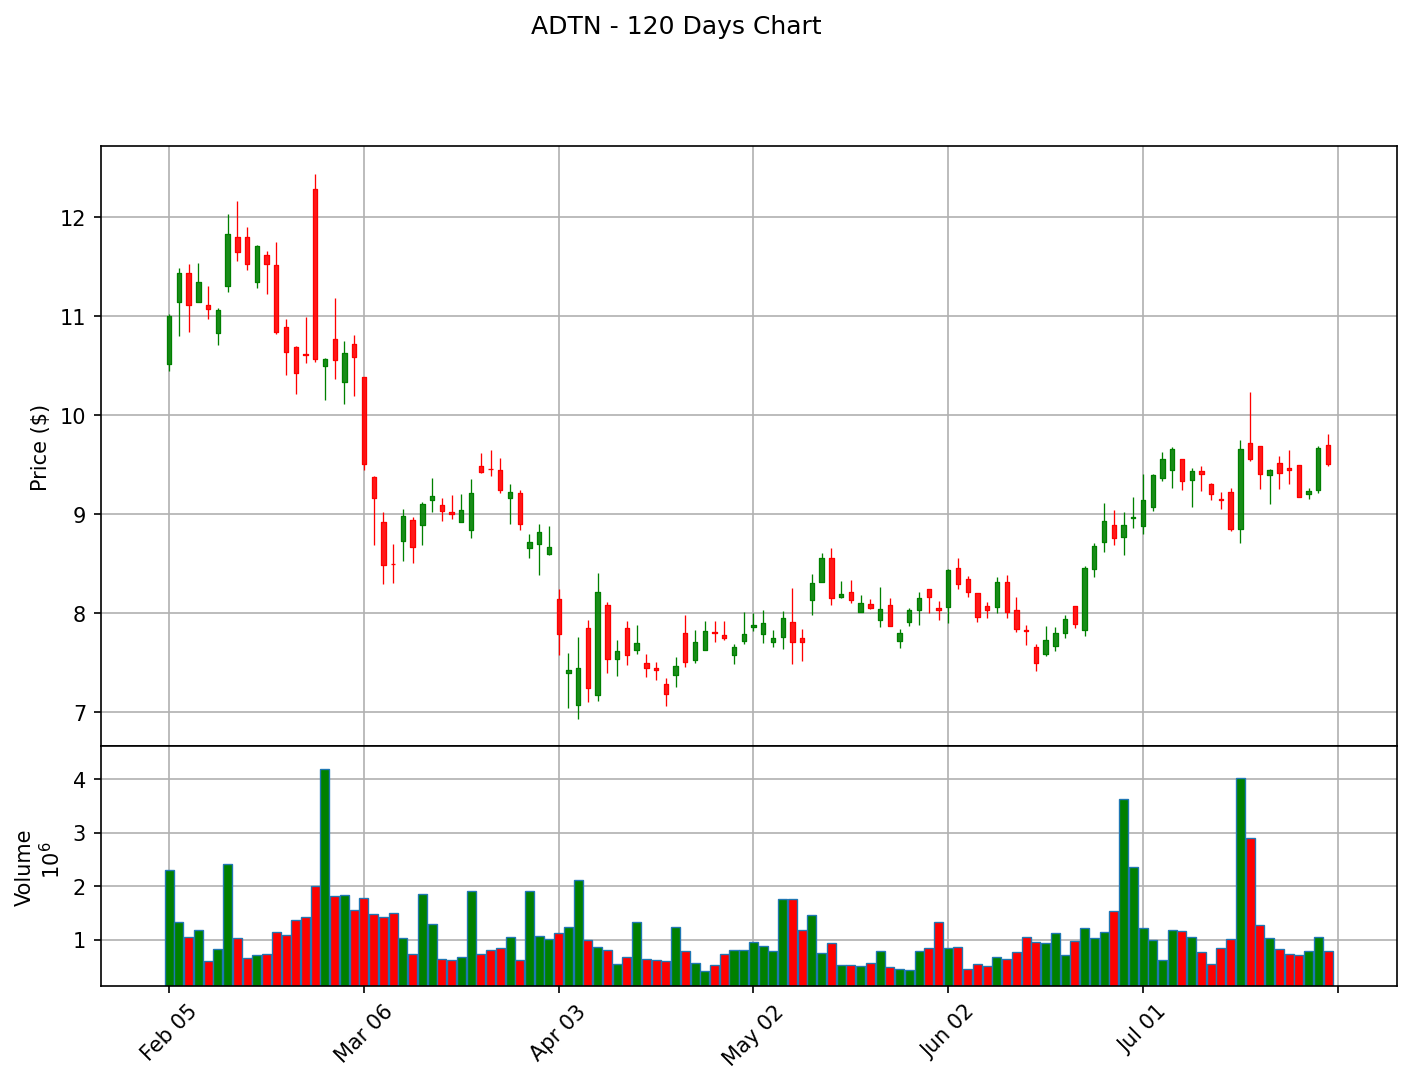 ADTN - 120 Days Chart
Price ($)
12
11
10
9
8
7
Volume
10^6
4
3
2
1
Feb 05
Mar 06
Apr 03
May 02
Jun 02
Jul 01